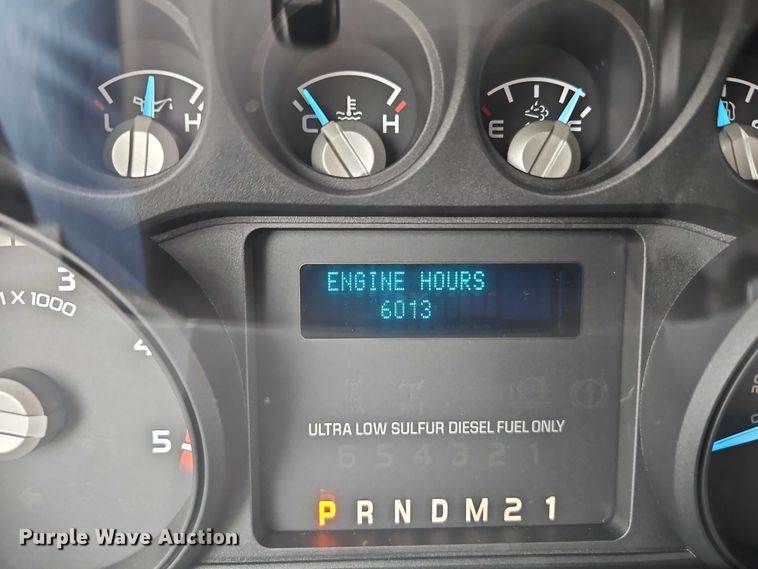 L H
C H
E F
3
M X 1000
4
5
ENGINE HOURS
6013
ULTRA LOW SULFUR DIESEL FUEL ONLY
6 5 4 3 2 1
P R N D M 2 1
Purple Wave Auction®